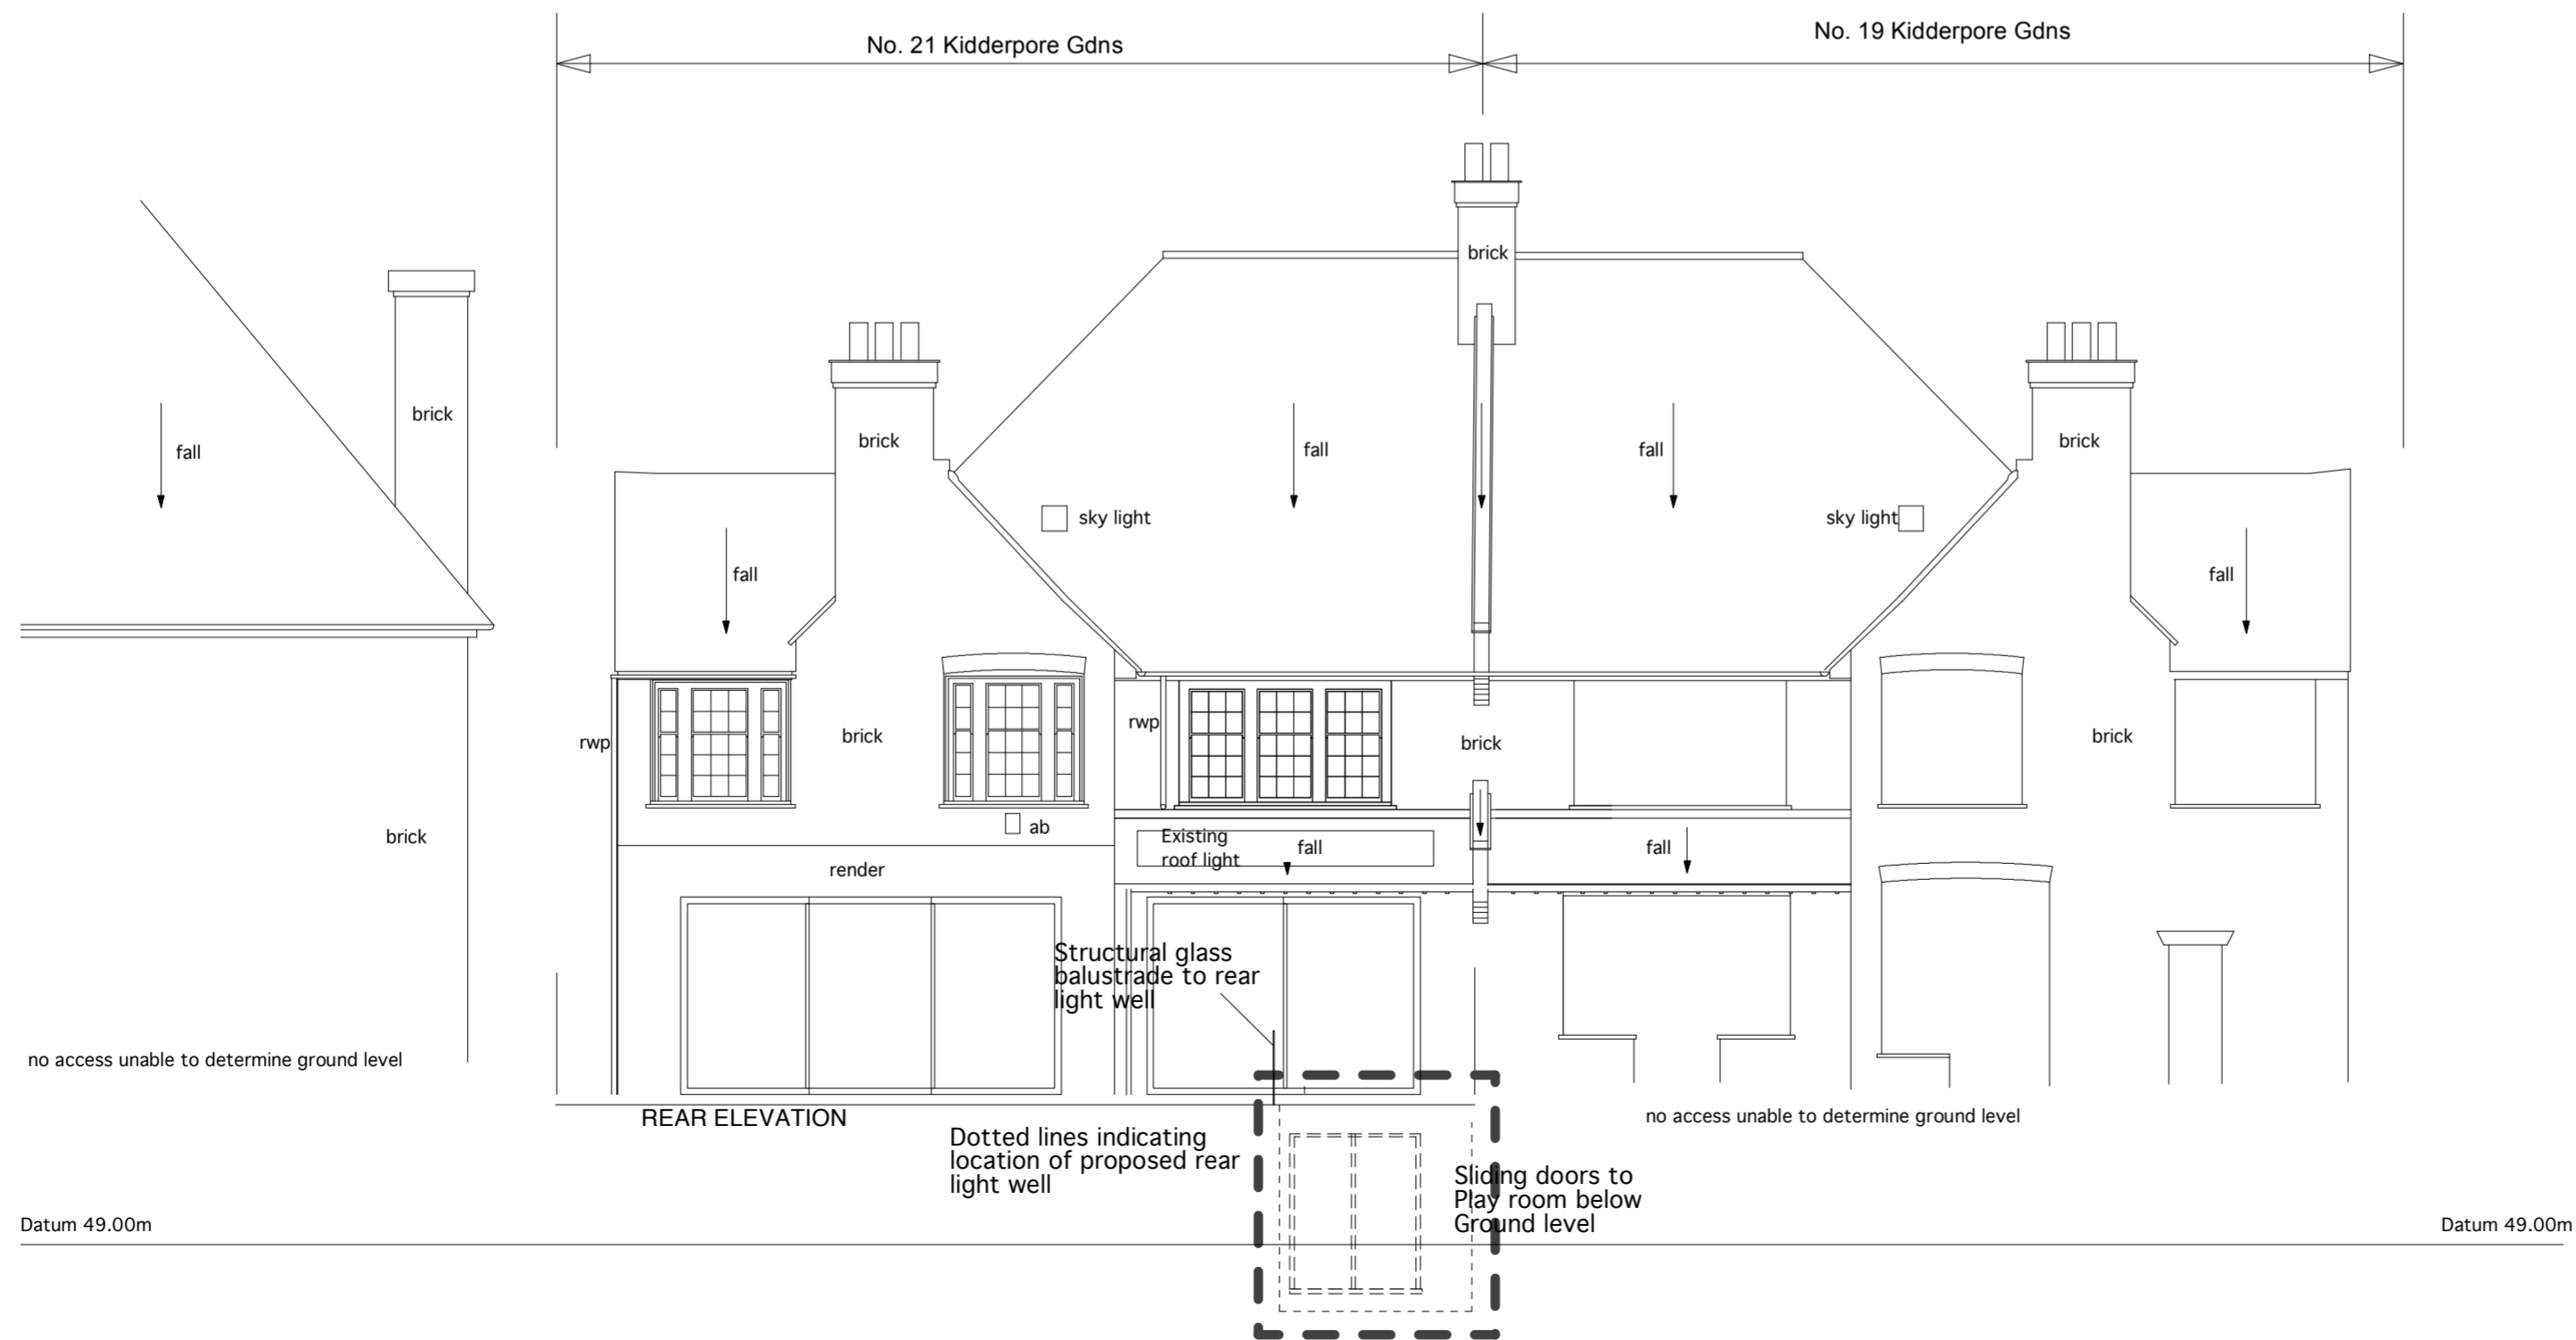 No. 21 Kidderpore Gdns
No. 19 Kidderpore Gdns
brick
brick
fall
brick
fall
fall
brick
sky light
sky light
fall
fall
rwp
brick
rwp
brick
brick
brick
ab
Existing
roof light
fall
fall
render
Structural glass
balustrade to rear
light well
no access unable to determine ground level
REAR ELEVATION
no access unable to determine ground level
Dotted lines indicating
location of proposed rear
light well
Sliding doors to
Play room below
Ground level
Datum 49.00m
Datum 49.00m